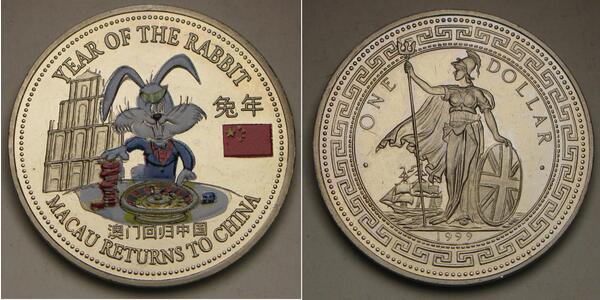 YEAR OF THE RABBIT
兔年
澳门回归中国
MACAU RETURNS TO CHINA
ONE DOLLAR
1999